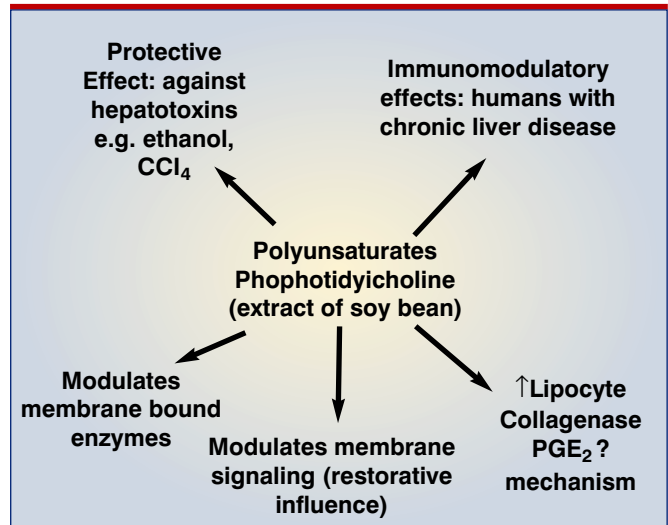 Protective
Effect: against
hepatotoxins
e.g. ethanol,
CCl₄
Immunomodulatory
effects: humans with
chronic liver disease
Polyunsaturates
Phophotidyicholine
(extract of soy bean)
Modulates
membrane bound
enzymes
Modulates membrane
signaling (restorative
influence)
↑Lipocyte
Collagenase
PGE₂ ?
mechanism